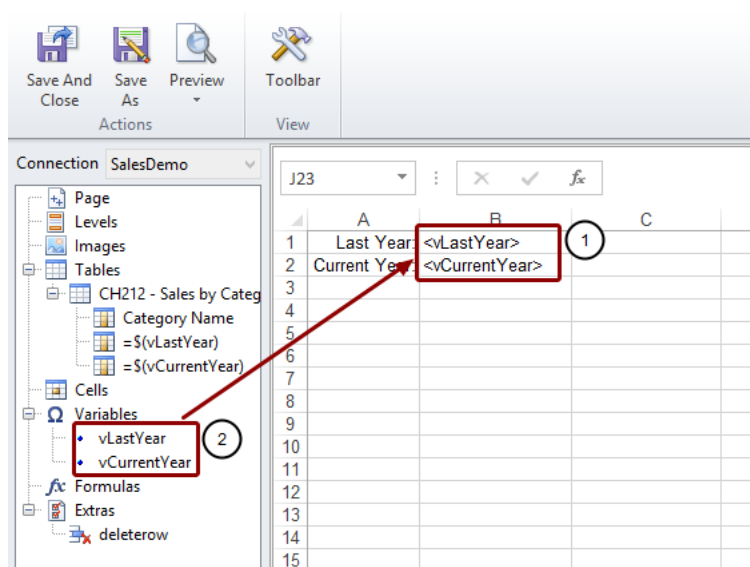 Save And Close
Save As
Preview
Toolbar
Actions
View
Connection SalesDemo
J23
fx
Page
Levels
Images
Tables
CH212 - Sales by Categ
Category Name
=$(vLastYear)
=$(vCurrentYear)
Cells
Ω Variables
vLastYear
vCurrentYear
2
fx Formulas
Extras
deleterow
A B C
1 Last Year: <vLastYear>
1
2 Current Year: <vCurrentYear>
3
4
5
6
7
8
9
10
11
12
13
14
15